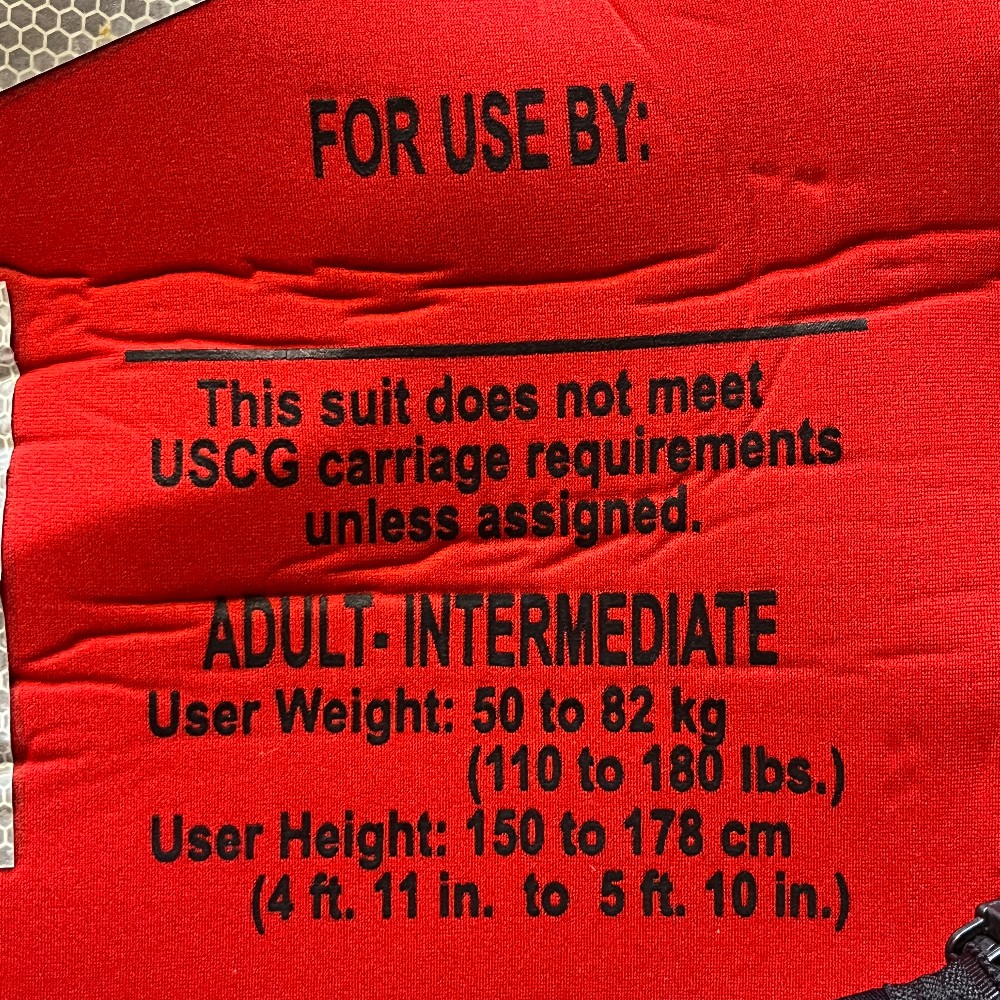 FOR USE BY:
This suit does not meet
USCG carriage requirements
unless assigned.
ADULT- INTERMEDIATE
User Weight: 50 to 82 kg
(110 to 180 lbs.)
User Height: 150 to 178 cm
(4 ft. 11 in. to 5 ft. 10 in.)